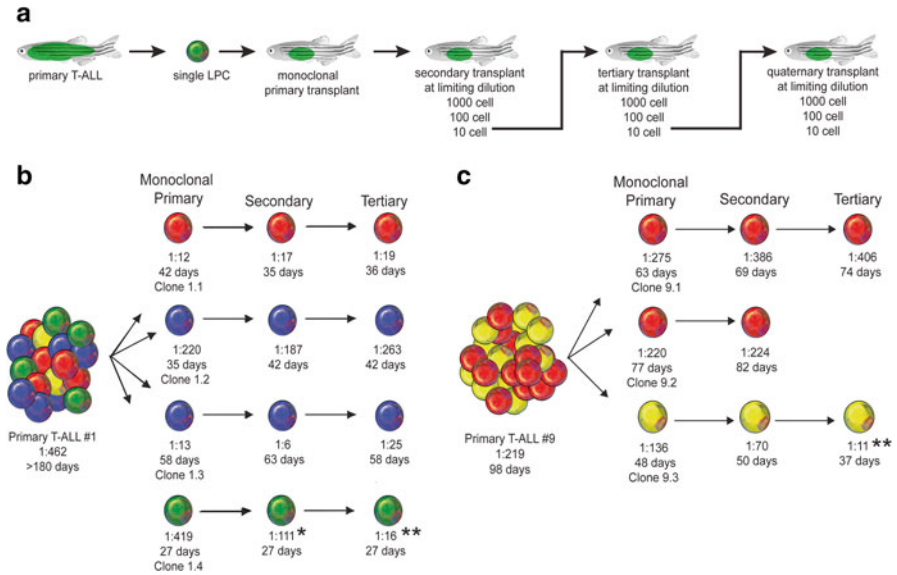 a
primary T-ALL
single LPC
monoclonal
primary transplant
secondary transplant
at limiting dilution
1000 cell
100 cell
10 cell
tertiary transplant
at limiting dilution
1000 cell
100 cell
10 cell
quaternary transplant
at limiting dilution
1000 cell
100 cell
10 cell
b
Monoclonal
Primary
Secondary
Tertiary
1:12
42 days
Clone 1.1
1:17
35 days
1:19
36 days
1:220
35 days
Clone 1.2
1:187
42 days
1:263
42 days
1:13
58 days
Clone 1.3
1:6
63 days
1:25
58 days
1:419
27 days
Clone 1.4
1:111*
27 days
1:16**
27 days
Primary T-ALL #1
1:462
>180 days
c
Monoclonal
Primary
Secondary
Tertiary
1:275
63 days
Clone 9.1
1:386
69 days
1:406
74 days
1:220
77 days
Clone 9.2
1:224
82 days
1:136
48 days
Clone 9.3
1:70
50 days
1:11**
37 days
Primary T-ALL #9
1:219
98 days